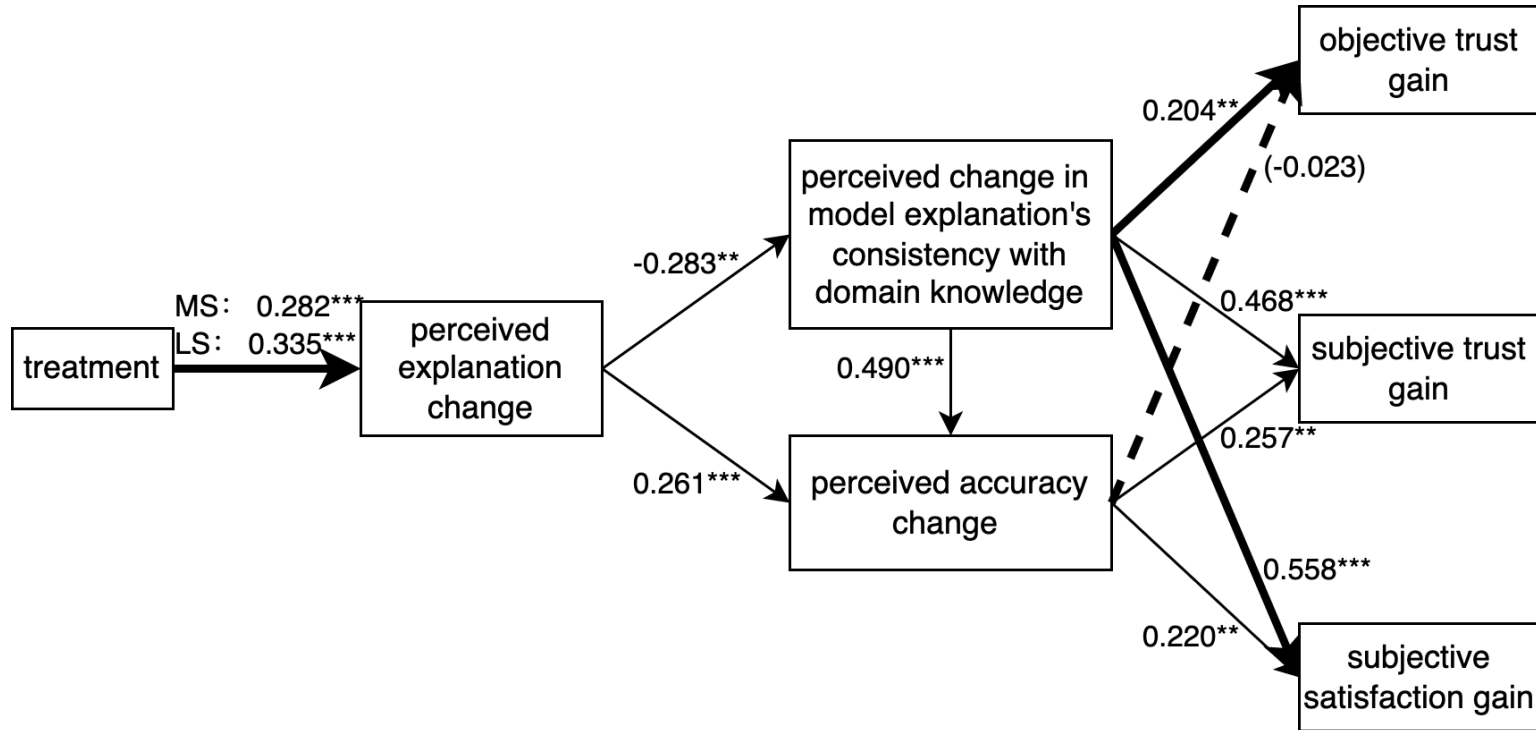 treatment
MS: 0.282***
LS: 0.335***
perceived
explanation
change
-0.283**
0.261***
perceived change in
model explanation's
consistency with
domain knowledge
0.490***
perceived accuracy
change
0.204**
(-0.023)
0.468***
0.257**
0.558***
0.220**
objective trust
gain
subjective trust
gain
subjective
satisfaction gain